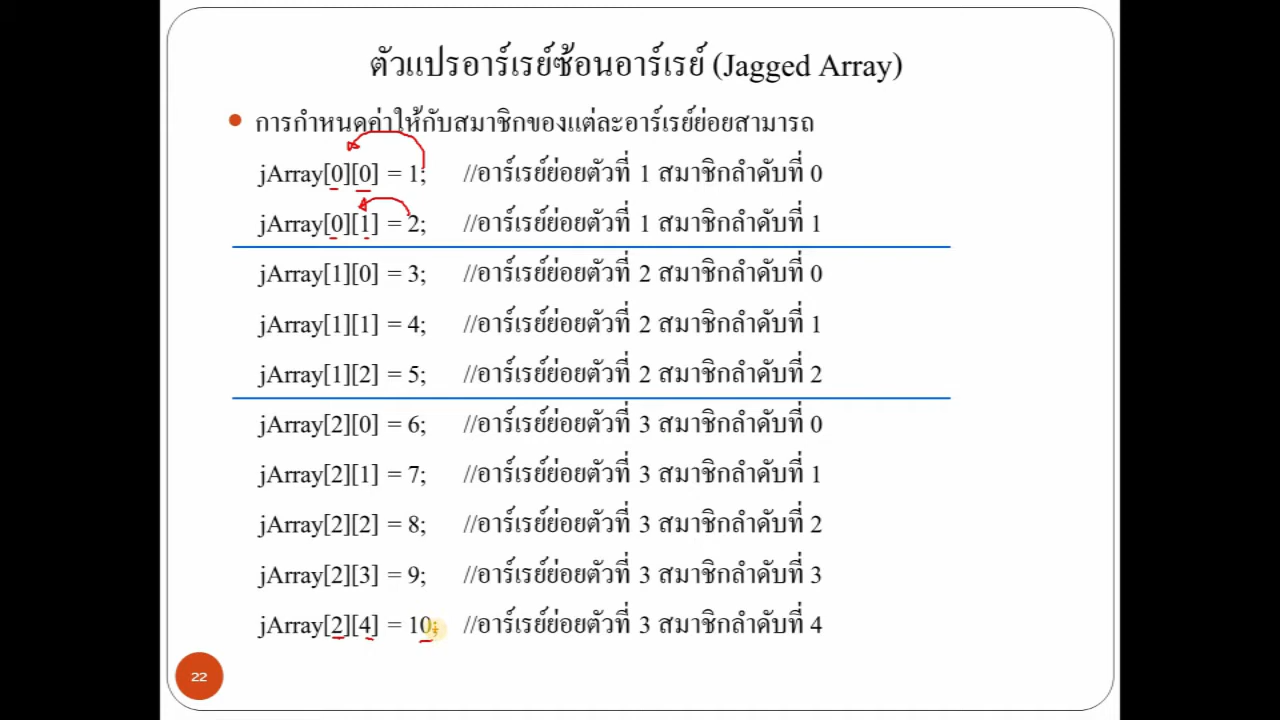 ตัวแปรอาร์เรย์ซ้อนอาร์เรย์ (Jagged Array)
การกำหนดค่าให้กับสมาชิกของแต่ละอาร์เรย์ย่อยสามารถ
jArray[0][0] = 1; //อาร์เรย์ย่อยตัวที่ 1 สมาชิกลำดับที่ 0
jArray[0][1] = 2; //อาร์เรย์ย่อยตัวที่ 1 สมาชิกลำดับที่ 1
jArray[1][0] = 3; //อาร์เรย์ย่อยตัวที่ 2 สมาชิกลำดับที่ 0
jArray[1][1] = 4; //อาร์เรย์ย่อยตัวที่ 2 สมาชิกลำดับที่ 1
jArray[1][2] = 5; //อาร์เรย์ย่อยตัวที่ 2 สมาชิกลำดับที่ 2
jArray[2][0] = 6; //อาร์เรย์ย่อยตัวที่ 3 สมาชิกลำดับที่ 0
jArray[2][1] = 7; //อาร์เรย์ย่อยตัวที่ 3 สมาชิกลำดับที่ 1
jArray[2][2] = 8; //อาร์เรย์ย่อยตัวที่ 3 สมาชิกลำดับที่ 2
jArray[2][3] = 9; //อาร์เรย์ย่อยตัวที่ 3 สมาชิกลำดับที่ 3
jArray[2][4] = 10; //อาร์เรย์ย่อยตัวที่ 3 สมาชิกลำดับที่ 4
22